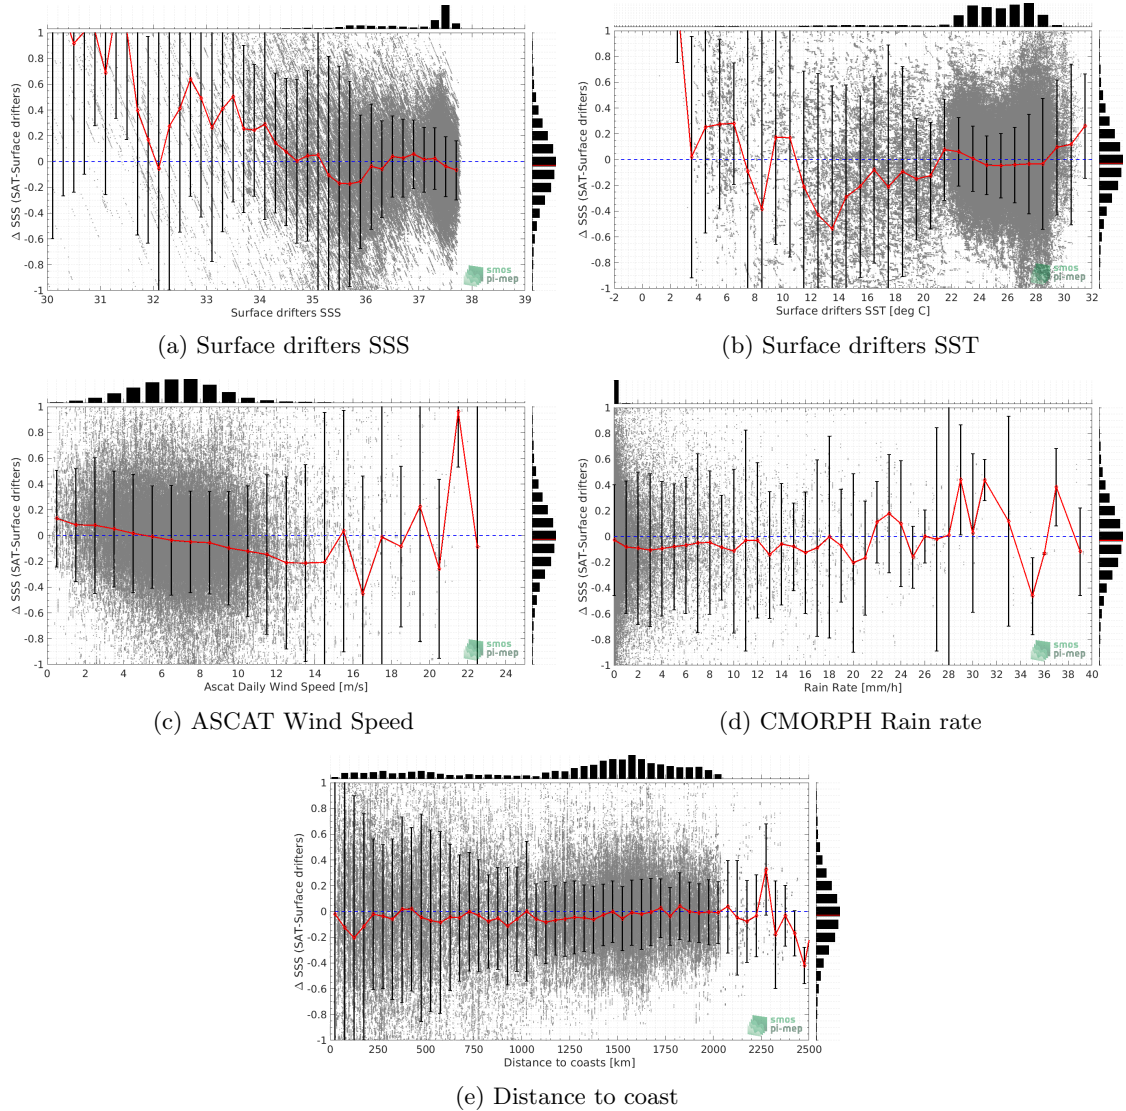 Δ SSS (SAT-Surface drifters)
1
0.8
0.6
0.4
0.2
0
-0.2
-0.4
-0.6
-0.8
-1
30 31 32 33 34 35 36 37 38 39
Surface drifters SSS
smos
pi-mep
(a) Surface drifters SSS
Δ SSS (SAT-Surface drifters)
1
0.8
0.6
0.4
0.2
0
-0.2
-0.4
-0.6
-0.8
-1
-2 0 2 4 6 8 10 12 14 16 18 20 22 24 26 28 30 32
Surface drifters SST [deg C]
smos
pi-mep
(b) Surface drifters SST
Δ SSS (SAT-Surface drifters)
1
0.8
0.6
0.4
0.2
0
-0.2
-0.4
-0.6
-0.8
-1
0 2 4 6 8 10 12 14 16 18 20 22 24
Ascat Daily Wind Speed [m/s]
smos
pi-mep
(c) ASCAT Wind Speed
Δ SSS (SAT-Surface drifters)
1
0.8
0.6
0.4
0.2
0
-0.2
-0.4
-0.6
-0.8
-1
0 2 4 6 8 10 12 14 16 18 20 22 24 26 28 30 32 34 36 38 40
Rain Rate [mm/h]
smos
pi-mep
(d) CMORPH Rain rate
Δ SSS (SAT-Surface drifters)
1
0.8
0.6
0.4
0.2
0
-0.2
-0.4
-0.6
-0.8
-1
0 250 500 750 1000 1250 1500 1750 2000 2250 2500
Distance to coasts [km]
smos
pi-mep
(e) Distance to coast